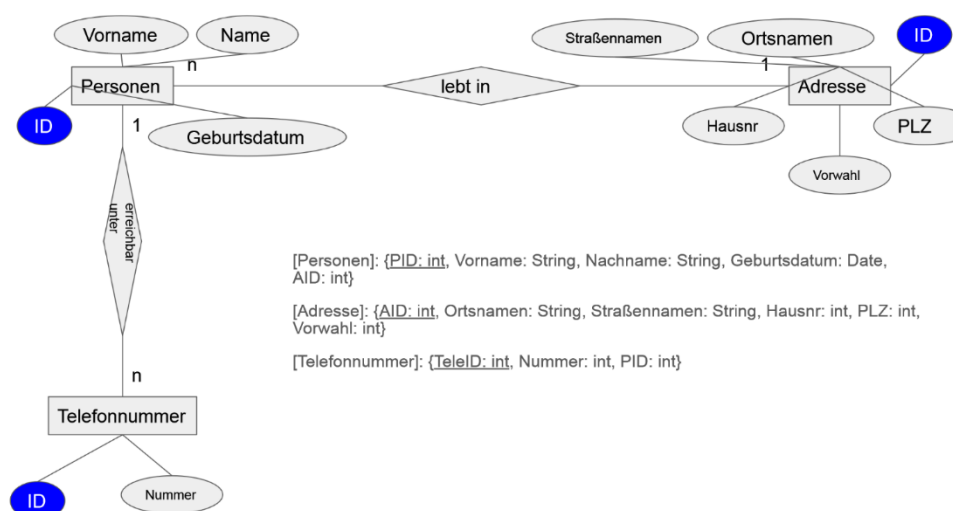 Vorname
Name
Straßennamen
Ortsnamen
ID
n
1
Personen
lebt in
Adresse
ID
Geburtsdatum
Hausnr
PLZ
1
Vorwahl
erreichbar
unter
[Personen]: {PID: int, Vorname: String, Nachname: String, Geburtsdatum: Date,
AID: int}
[Adresse]: {AID: int, Ortsnamen: String, Straßennamen: String, Hausnr: int, PLZ: int,
Vorwahl: int}
[Telefonnummer]: {TeleID: int, Nummer: int, PID: int}
n
Telefonnummer
ID
Nummer